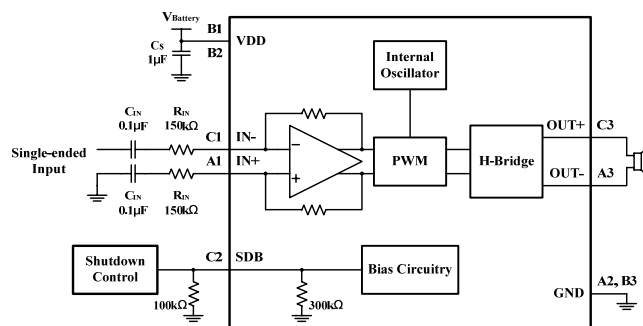 VBattery
B1
VDD
Cs
1µF
B2
Internal
Oscillator
CIN
0.1µF
RIN
150kΩ
C1
IN-
OUT+
C3
Single-ended
Input
A1
IN+
PWM
H-Bridge
OUT-
A3
CIN
0.1µF
RIN
150kΩ
Shutdown
Control
C2
SDB
Bias Circuitry
100kΩ
300kΩ
GND
A2, B3